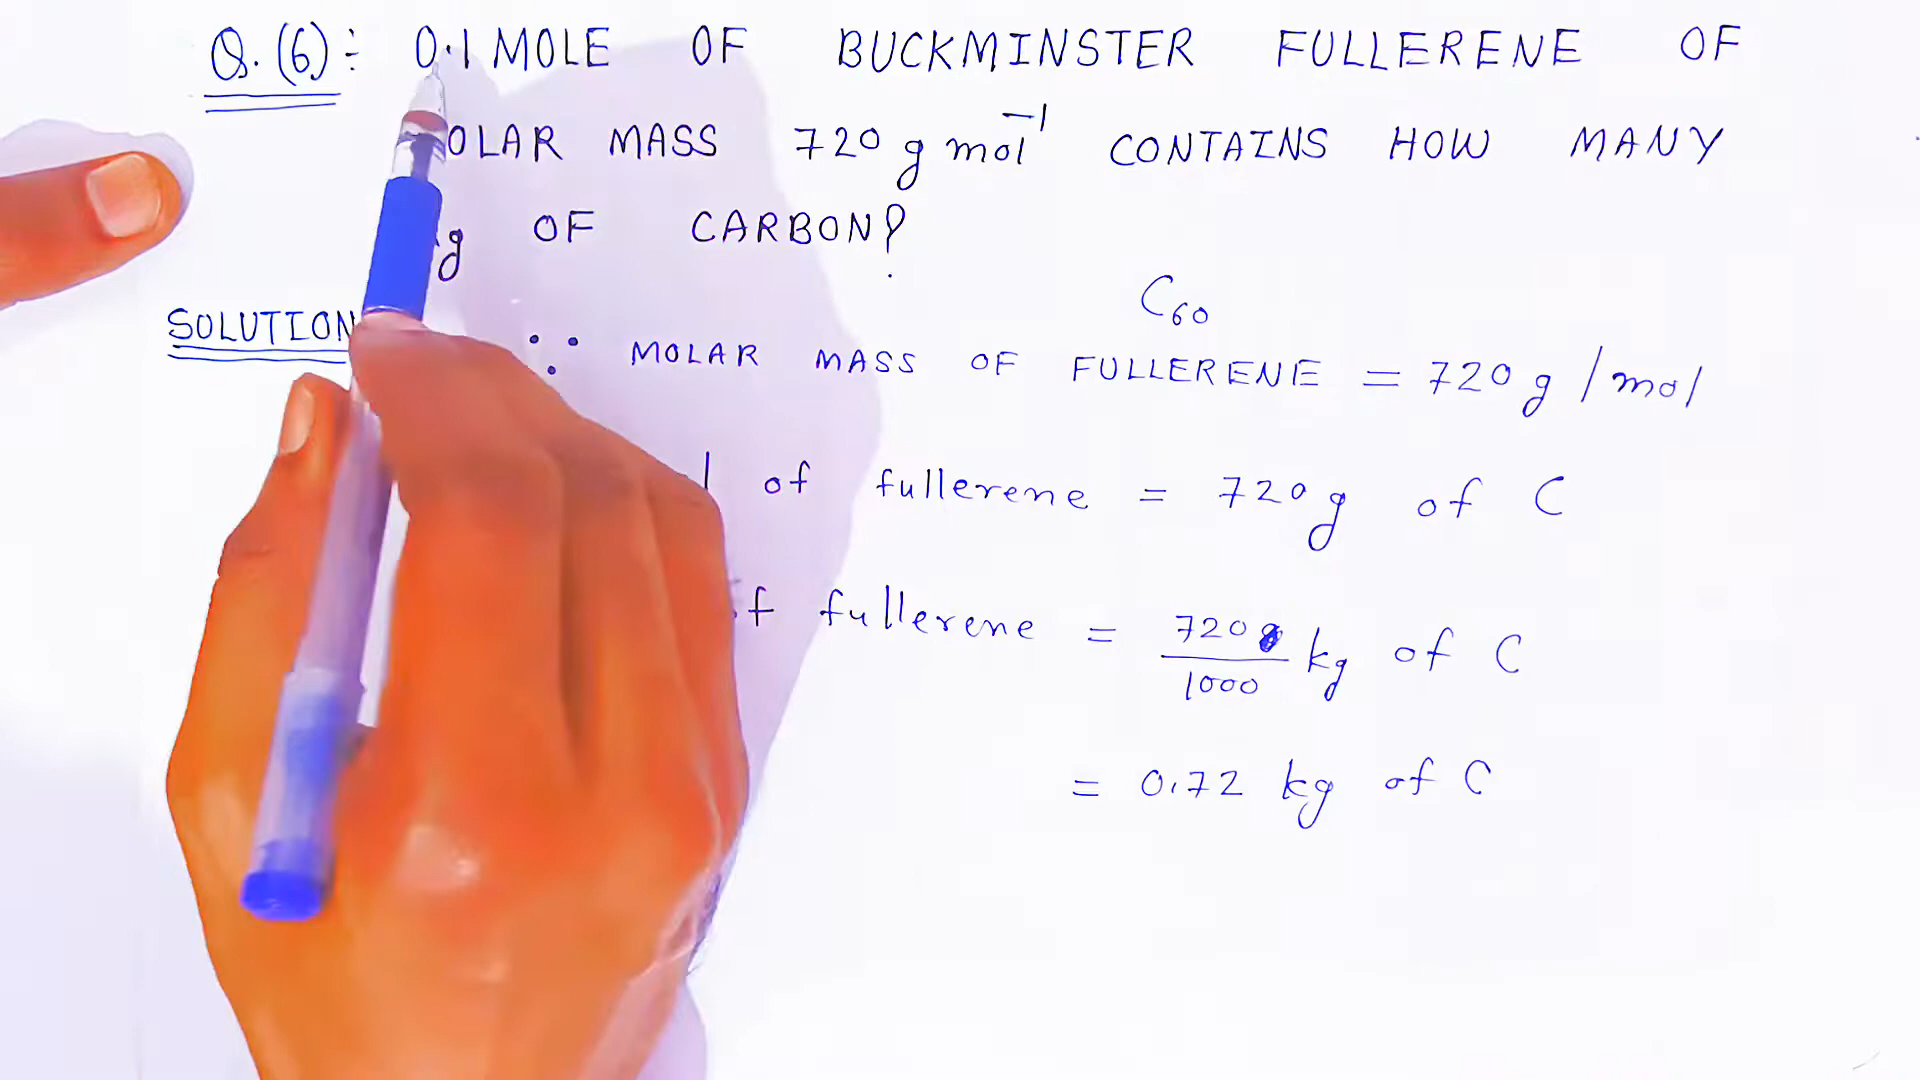 Q.(6):- 0.1 MOLE OF BUCKMINSTER FULLERENE OF
OLAR MASS 720 g mol⁻¹ CONTAINS HOW MANY
g OF CARBON?
C₆₀
SOLUTION ∵ MOLAR MASS OF FULLERENE = 720 g / mol
l of fullerene = 720g of C
f fullerene = 720/1000 kg of C
= 0.72 kg of C